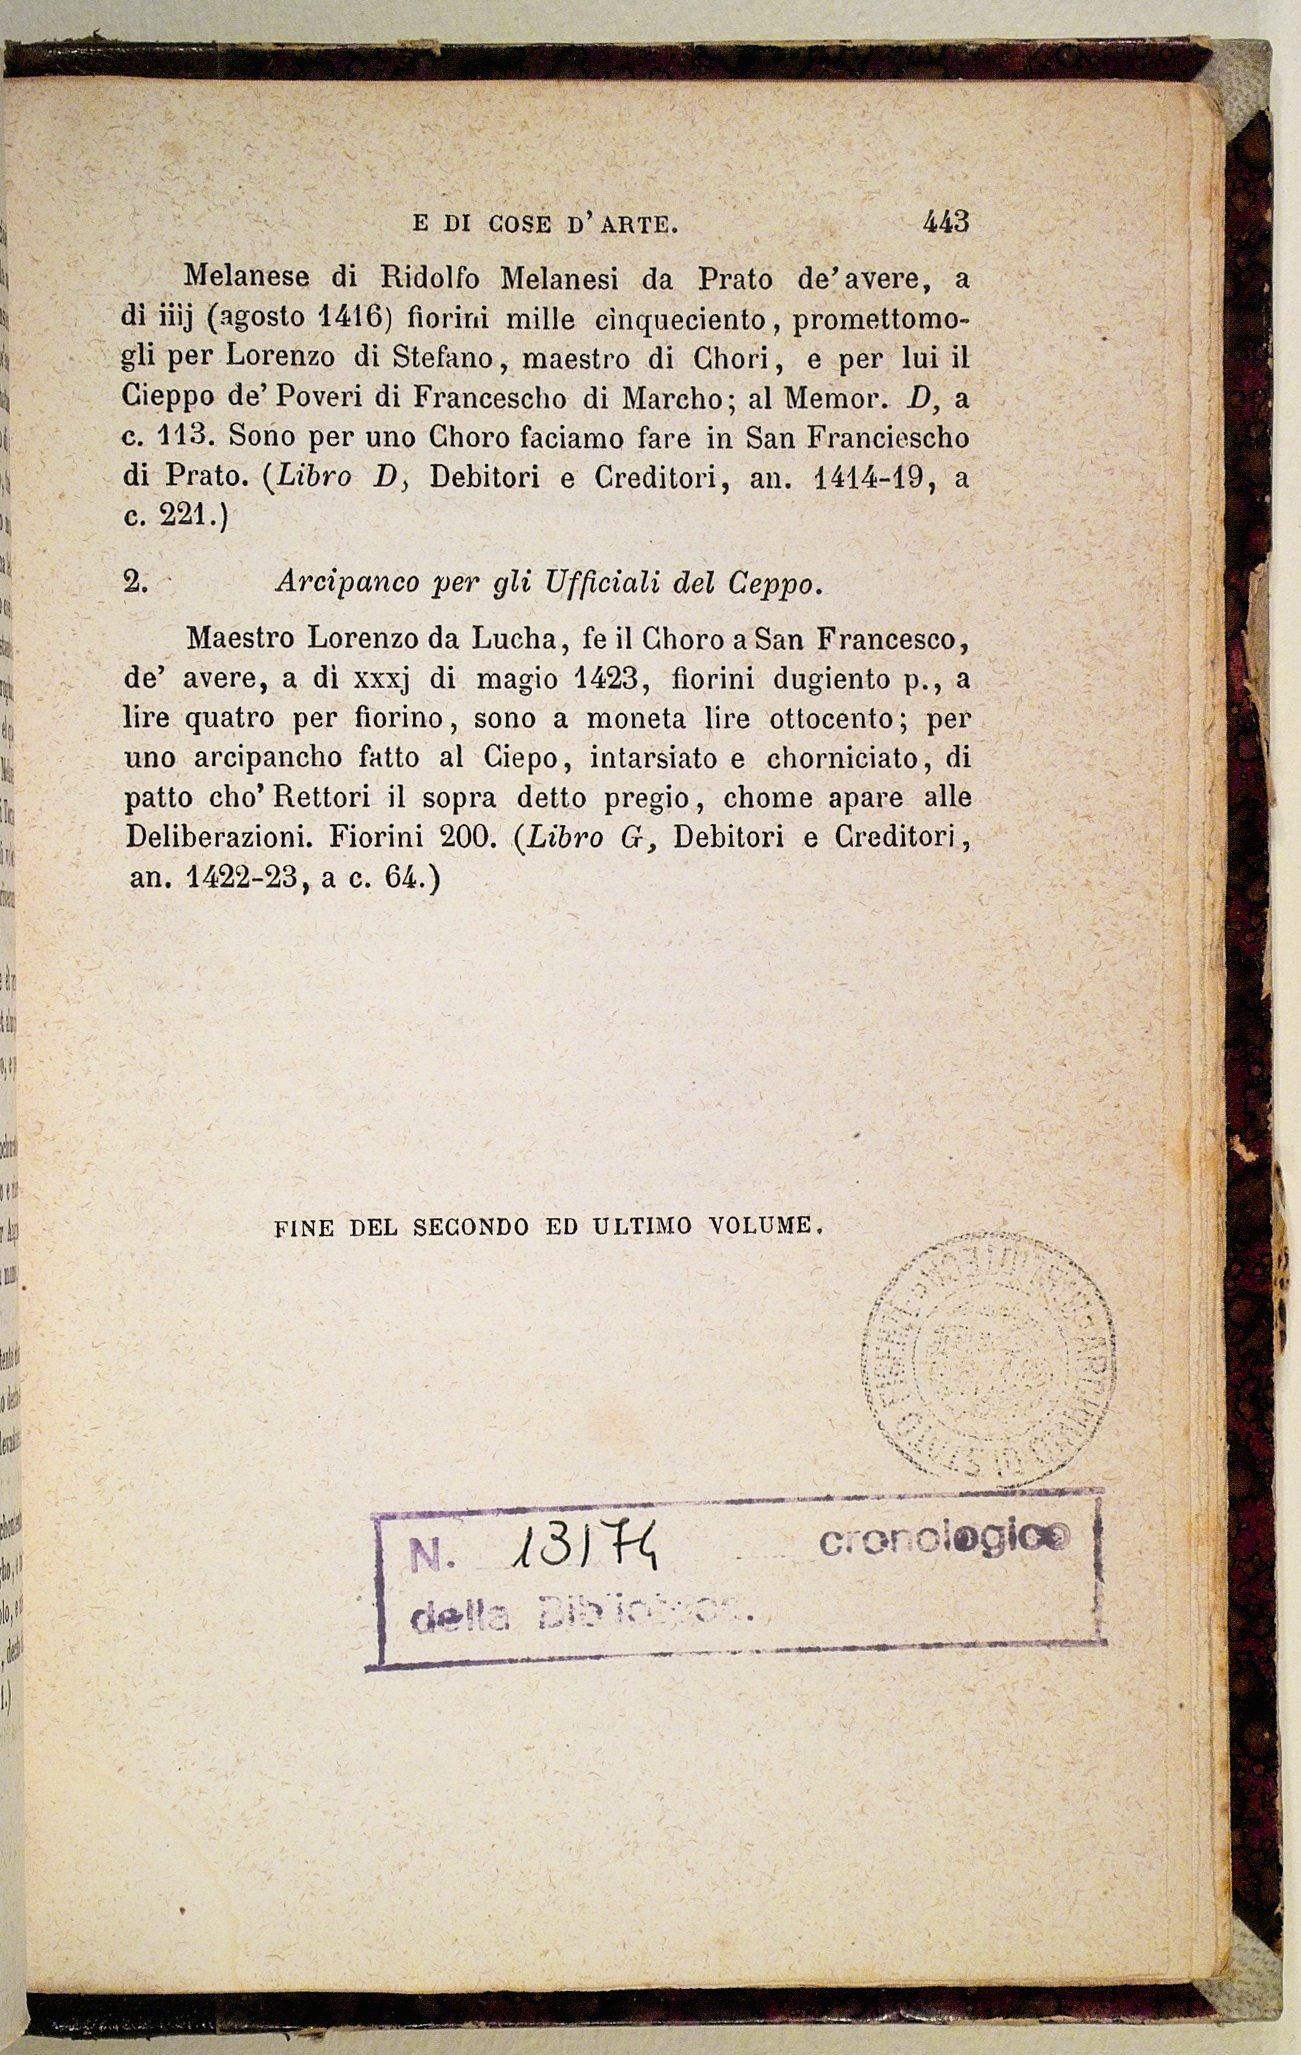 E DI COSE D'ARTE. 443
Melanese di Ridolfo Melanesi da Prato de' avere, a
dì iiij (agosto 1416) fiorini mille cinqueciento, promettomo-
gli per Lorenzo di Stefano, maestro di Chori, e per lui il
Cieppo de' Poveri di Francescho di Marcho; al Memor. D, a
c. 113. Sono per uno Choro faciamo fare in San Franciescho
di Prato. (Libro D, Debitori e Creditori, an. 1414-19, a
c. 221.)
2. Arcipanco per gli Ufficiali del Ceppo.
Maestro Lorenzo da Lucha, fe il Choro a San Francesco,
de' avere, a dì xxxj di magio 1423, fiorini dugiento p., a
lire quatro per fiorino, sono a moneta lire ottocento; per
uno arcipancho fatto al Ciepo, intarsiato e chorniciato, di
patto cho' Rettori il sopra detto pregio, chome apare alle
Deliberazioni. Fiorini 200. (Libro G, Debitori e Creditori,
an. 1422-23, a c. 64.)
FINE DEL SECONDO ED ULTIMO VOLUME.
N. 13174 cronologico
della Biblioteca.